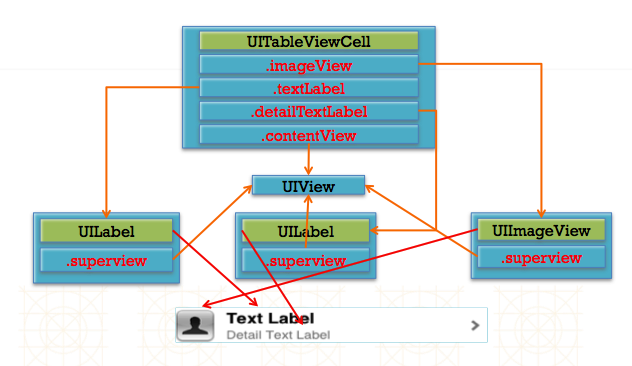 UITableViewCell
.imageView
.textLabel
.detailTextLabel
.contentView
UIView
UILabel
.superview
UILabel
.superview
UIImageView
.superview
Text Label
Detail Text Label